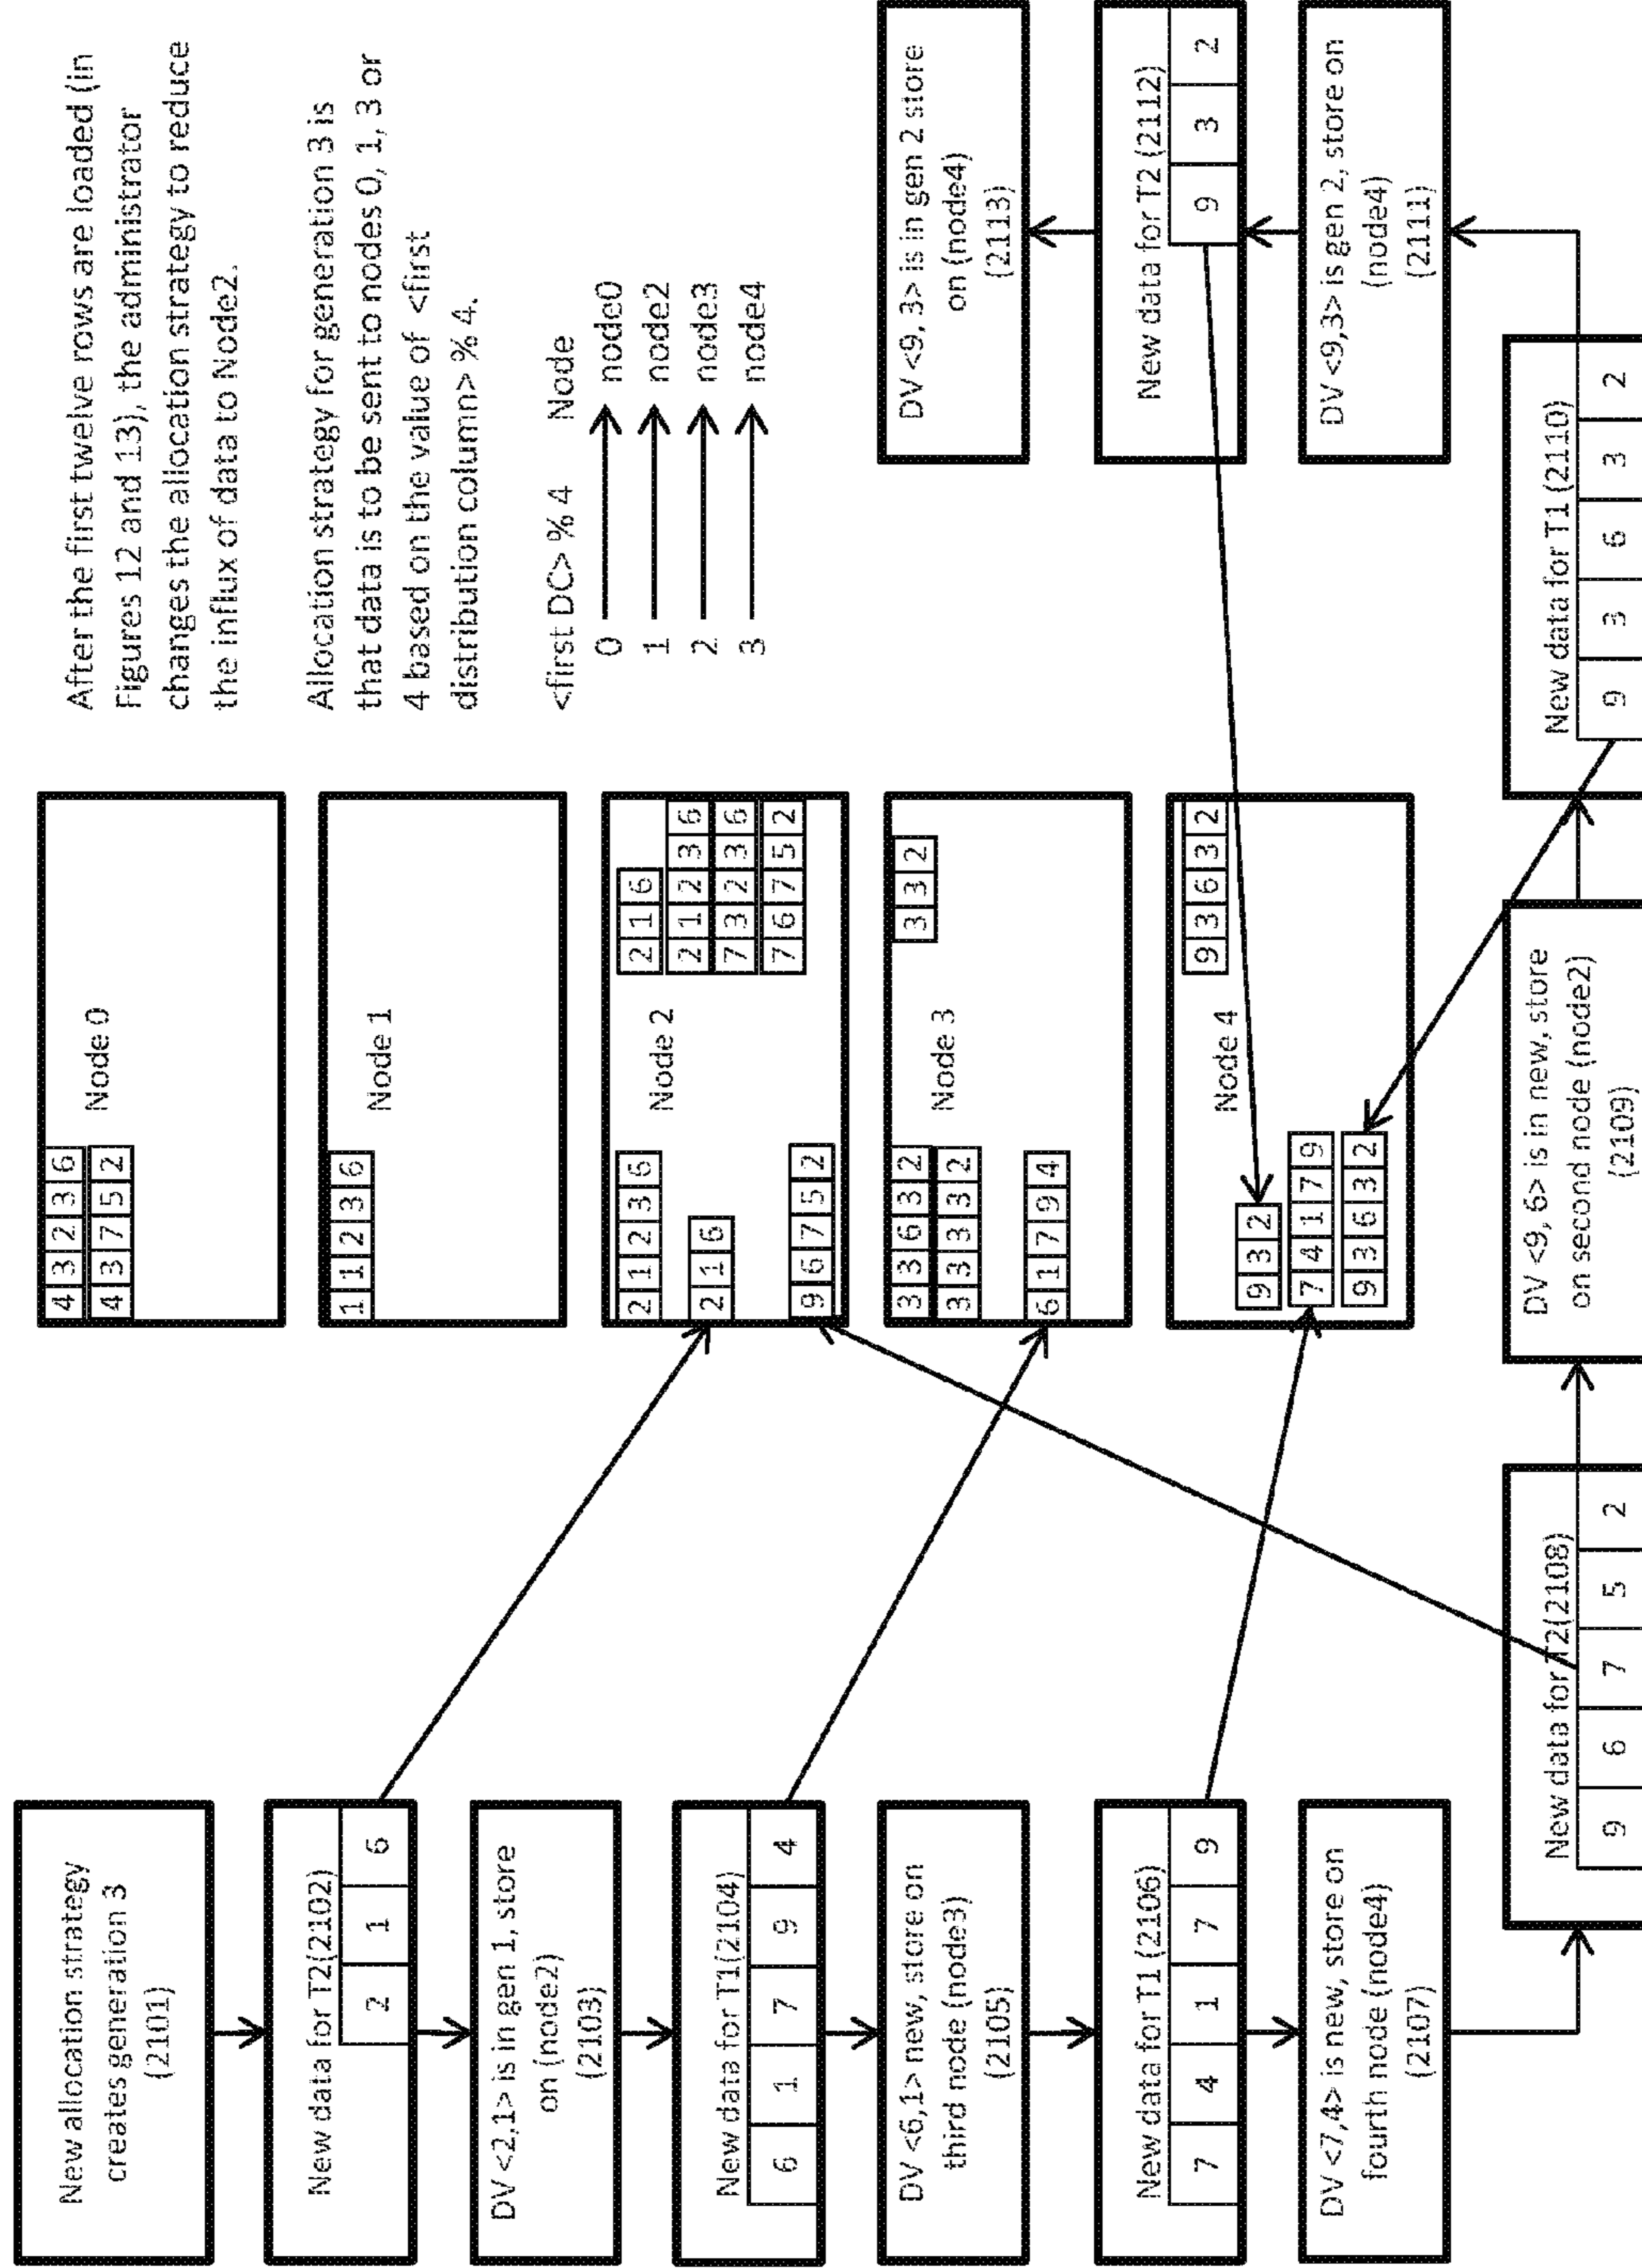 New allocation strategy
creates generation 3
(2101)
New data for T2(2102)
2 1 6
DV <2,1> is in gen 1, store
on (node2)
(2103)
New data for T1(2104)
6 1 7 9 4
DV <6,1> new, store on
third node (node3)
(2105)
New data for T1 (2106)
7 4 1 7 9
DV <7,4> is new, store on
fourth node (node4)
(2107)
New data for T2(2108)
9 6 7 5 2
DV <9, 6> is in new, store
on second node (node2)
(2109)
New data for T1 (2110)
9 3 6 3 2
DV <9,3> is gen 2, store on
(node4)
(2111)
New data for T2 (2112)
9 3 2
DV <9, 3> is in gen 2 store
on (node4)
(2113)
4 3 2 3 6
4 3 7 5 2
Node 0
1 1 2 3 6
Node 1
2 1 2 3 6
2 1 6
9 6 7 5 2
Node 2
2 1 6
2 1 2 3 6
7 3 2 3 6
7 6 7 5 2
3 3 6 3 2
3 3 3 3 2
6 1 7 9 4
Node 3
3 3 2
9 3 2
7 4 1 7 9
9 3 6 3 2
Node 4
9 3 6 3 2
After the first twelve rows are loaded (in
Figures 12 and 13), the administrator
changes the allocation strategy to reduce
the influx of data to Node2.
Allocation strategy for generation 3 is
that data is to be sent to nodes 0, 1, 3 or
4 based on the value of <first
distribution column> % 4.
<first DC> % 4 Node
0 node0
1 node2
2 node3
3 node4